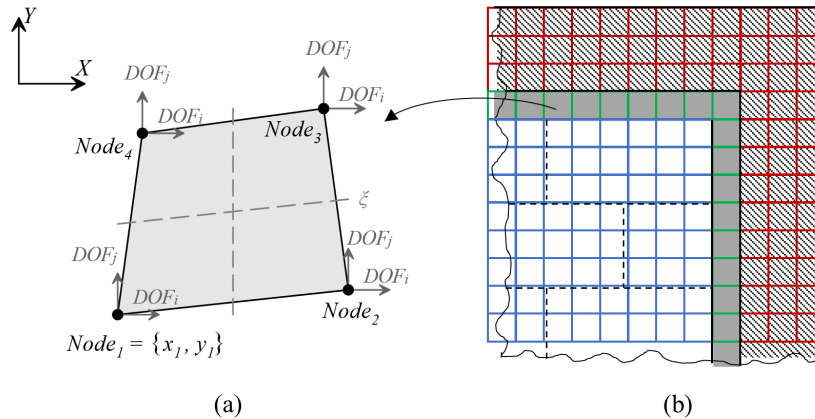 Y
X
DOFj
DOFi
Node4
DOFj
DOFi
Node3
ξ
DOFj
DOFi
Node1 = {x1, y1}
DOFj
DOFi
Node2
(a)
(b)